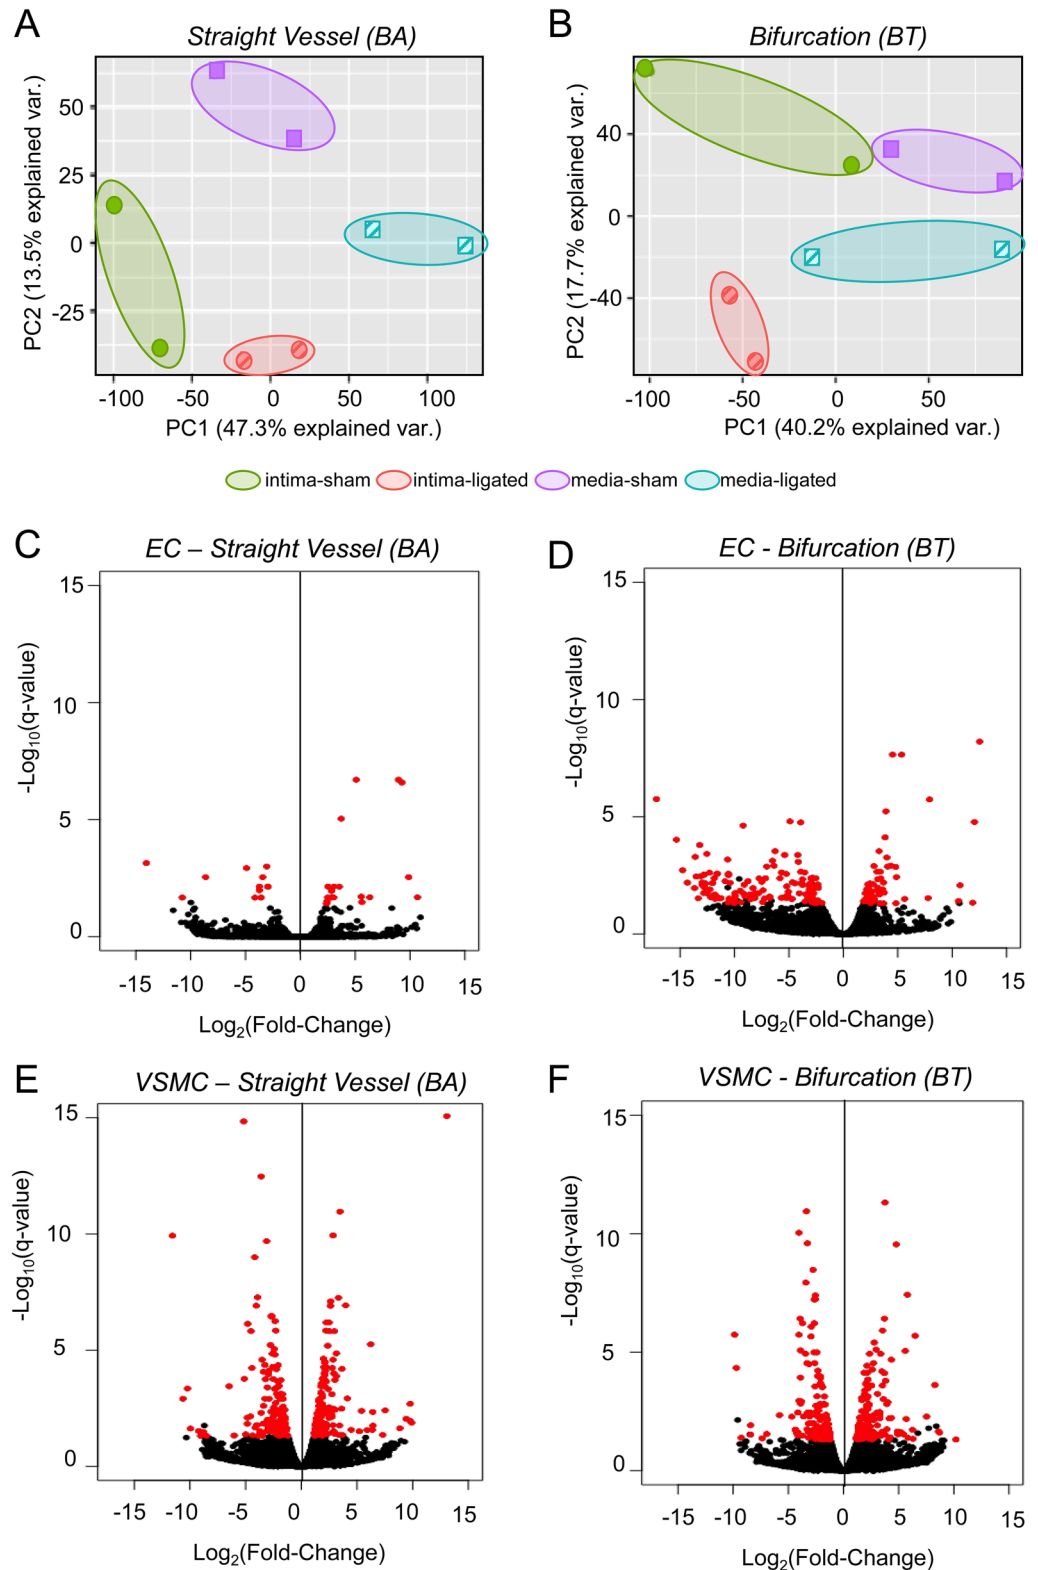 A
Straight Vessel (BA)
PC2 (13.5% explained var.)
50
25
0
-25
-100
-50
0
50
100
PC1 (47.3% explained var.)
B
Bifurcation (BT)
PC2 (17.7% explained var.)
40
0
-40
-100
-50
0
50
PC1 (40.2% explained var.)
intima-sham intima-ligated media-sham media-ligated
C
EC – Straight Vessel (BA)
-Log10(q-value)
15
10
5
0
-15 -10 -5 0 5 10 15
Log2(Fold-Change)
D
EC - Bifurcation (BT)
-Log10(q-value)
15
10
5
0
-15 -10 -5 0 5 10 15
Log2(Fold-Change)
E
VSMC – Straight Vessel (BA)
-Log10(q-value)
15
10
5
0
-15 -10 -5 0 5 10 15
Log2(Fold-Change)
F
VSMC - Bifurcation (BT)
-Log10(q-value)
15
10
5
0
-15 -10 -5 0 5 10 15
Log2(Fold-Change)